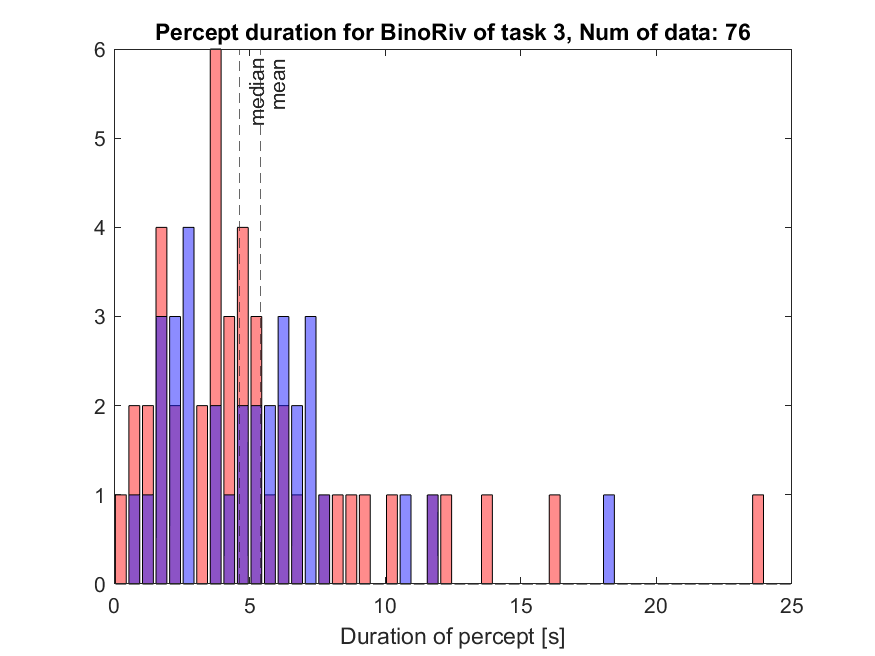 Percept duration for BinoRiv of task 3, Num of data: 76
6
5
4
3
2
1
0
median
mean
0 5 10 15 20 25
Duration of percept [s]